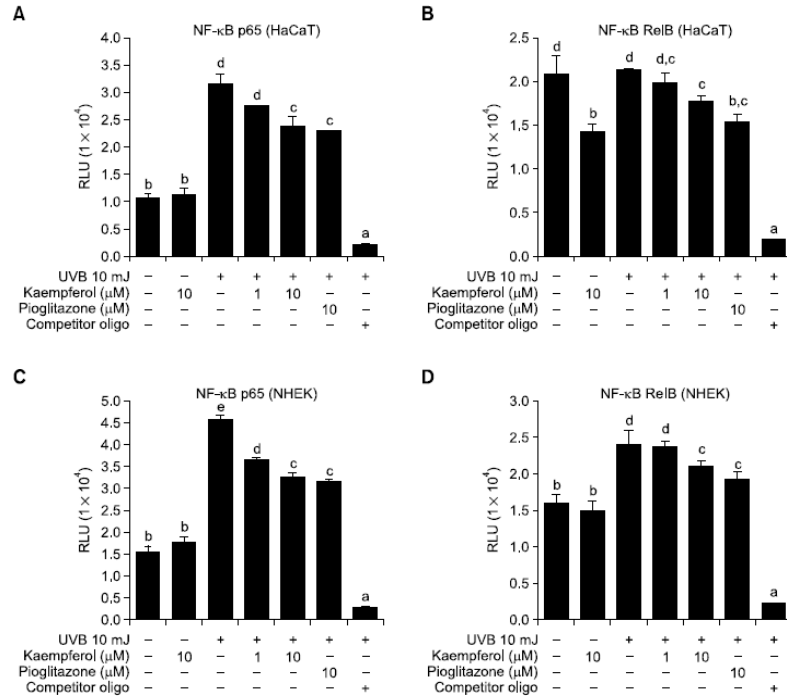 A
NF-κB p65 (HaCaT)
RLU (1 × 10⁴)
4.0
3.5
3.0
2.5
2.0
1.5
1.0
0.5
0.0
b b d d c c a
UVB 10 mJ – – + + + + +
Kaempferol (μM) – 10 – 1 10 – –
Pioglitazone (μM) – – – – – 10 –
Competitor oligo – – – – – – +
B
NF-κB RelB (HaCaT)
RLU (1 × 10⁴)
2.5
2.0
1.5
1.0
0.5
0.0
d b d d,c c b,c a
UVB 10 mJ – – + + + + +
Kaempferol (μM) – 10 – 1 10 – –
Pioglitazone (μM) – – – – – 10 –
Competitor oligo – – – – – – +
C
NF-κB p65 (NHEK)
RLU (1 × 10⁴)
5.0
4.5
4.0
3.5
3.0
2.5
2.0
1.5
1.0
0.5
0.0
b b e d c c a
UVB 10 mJ – – + + + + +
Kaempferol (μM) – 10 – 1 10 – –
Pioglitazone (μM) – – – – – 10 –
Competitor oligo – – – – – – +
D
NF-κB RelB (NHEK)
RLU (1 × 10⁴)
3.0
2.5
2.0
1.5
1.0
0.5
0.0
b b d d c c a
UVB 10 mJ – – + + + + +
Kaempferol (μM) – 10 – 1 10 – –
Pioglitazone (μM) – – – – – 10 –
Competitor oligo – – – – – – +